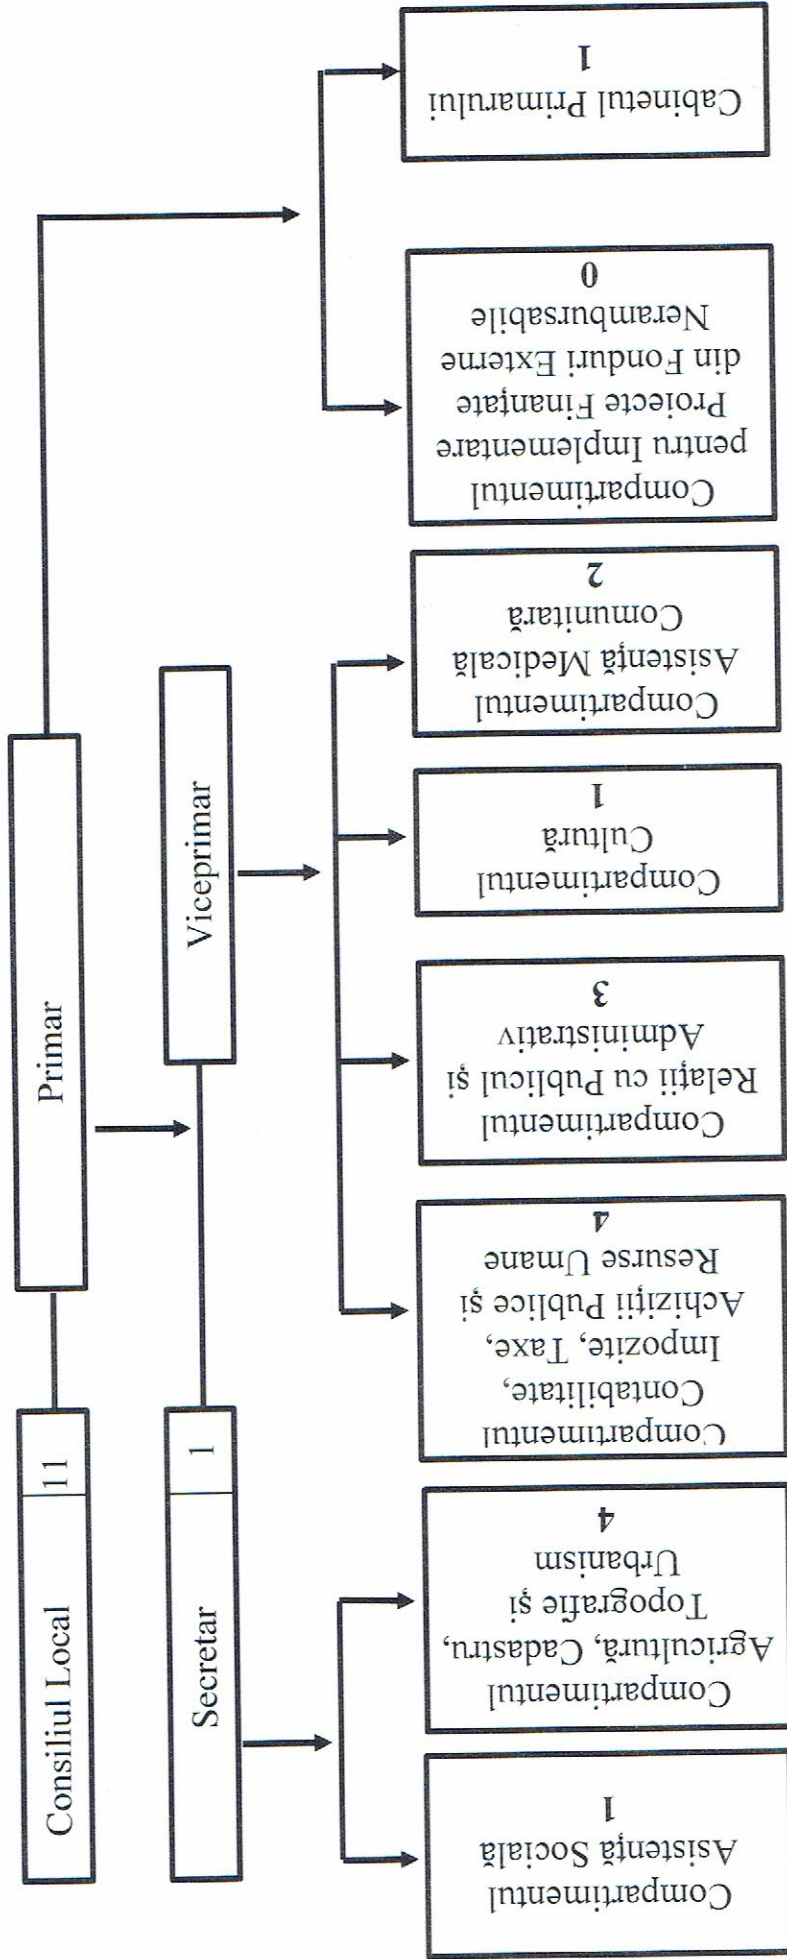 Consiliul Local 11
Primar
Secretar 1
Viceprimar
Compartimentul
Asistență Socială
1
Compartimentul
Agricultură, Cadastru,
Topografie și
Urbanism
4
Compartimentul
Contabilitate,
Impozite, Taxe,
Achiziții Publice și
Resurse Umane
4
Compartimentul
Relații cu Publicul și
Administrativ
3
Compartimentul
Cultură
1
Compartimentul
Asistență Medicală
Comunitară
2
Compartimentul
pentru Implementare
Proiecte Finanțate
din Fonduri Externe
Nerambursabile
0
Cabinetul Primarului
1